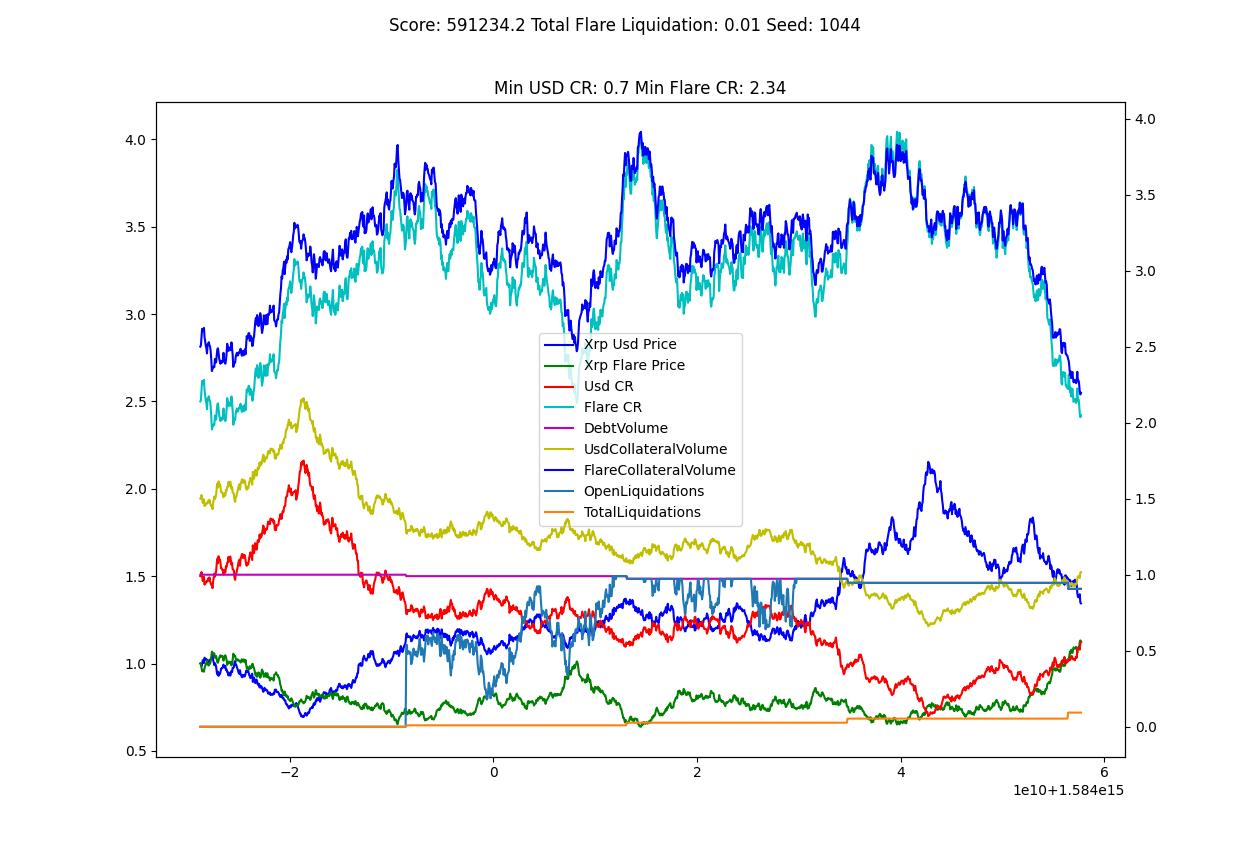 Score: 591234.2 Total Flare Liquidation: 0.01 Seed: 1044
Min USD CR: 0.7 Min Flare CR: 2.34
4.0
3.5
3.0
2.5
2.0
1.5
1.0
0.5
4.0
3.5
3.0
2.5
2.0
1.5
1.0
0.5
0.0
Xrp Usd Price
Xrp Flare Price
Usd CR
Flare CR
DebtVolume
UsdCollateralVolume
FlareCollateralVolume
OpenLiquidations
TotalLiquidations
−2 0 2 4 6
1e10+1.584e15